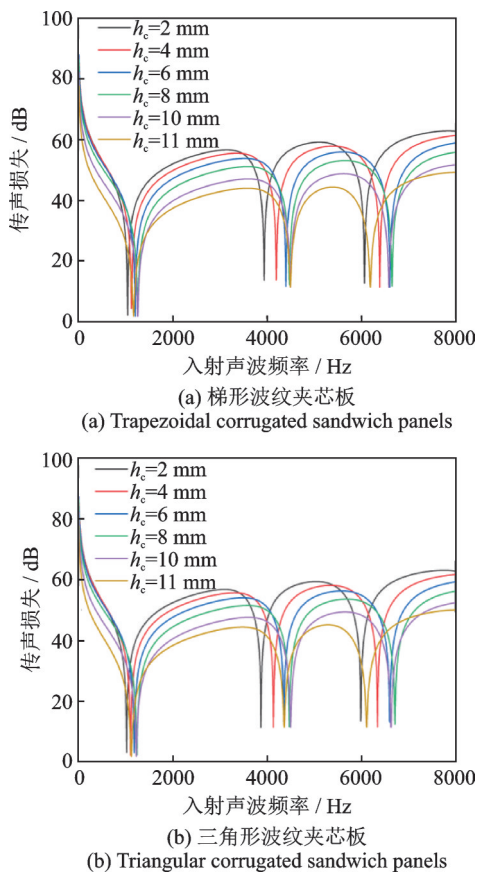 100
80
60
40
20
0
传声损失 / dB
h_c=2 mm
h_c=4 mm
h_c=6 mm
h_c=8 mm
h_c=10 mm
h_c=11 mm
0 2000 4000 6000 8000
入射声波频率 / Hz
(a) 梯形波纹夹芯板
(a) Trapezoidal corrugated sandwich panels
100
80
60
40
20
0
传声损失 / dB
h_c=2 mm
h_c=4 mm
h_c=6 mm
h_c=8 mm
h_c=10 mm
h_c=11 mm
0 2000 4000 6000 8000
入射声波频率 / Hz
(b) 三角形波纹夹芯板
(b) Triangular corrugated sandwich panels